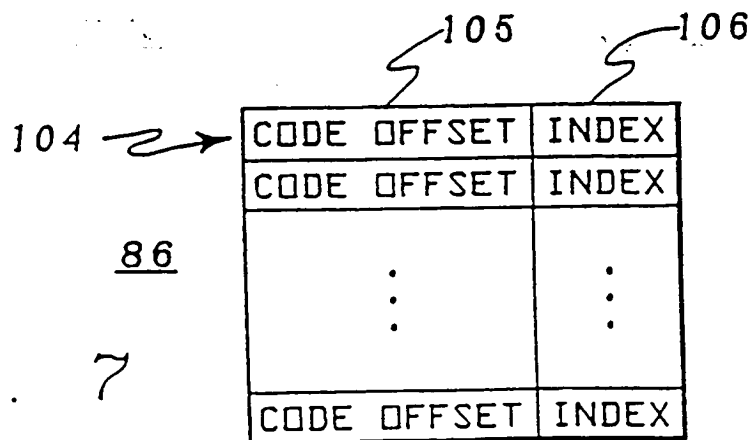 105 106
104 CODE OFFSET INDEX
CODE OFFSET INDEX
86
7
CODE OFFSET INDEX